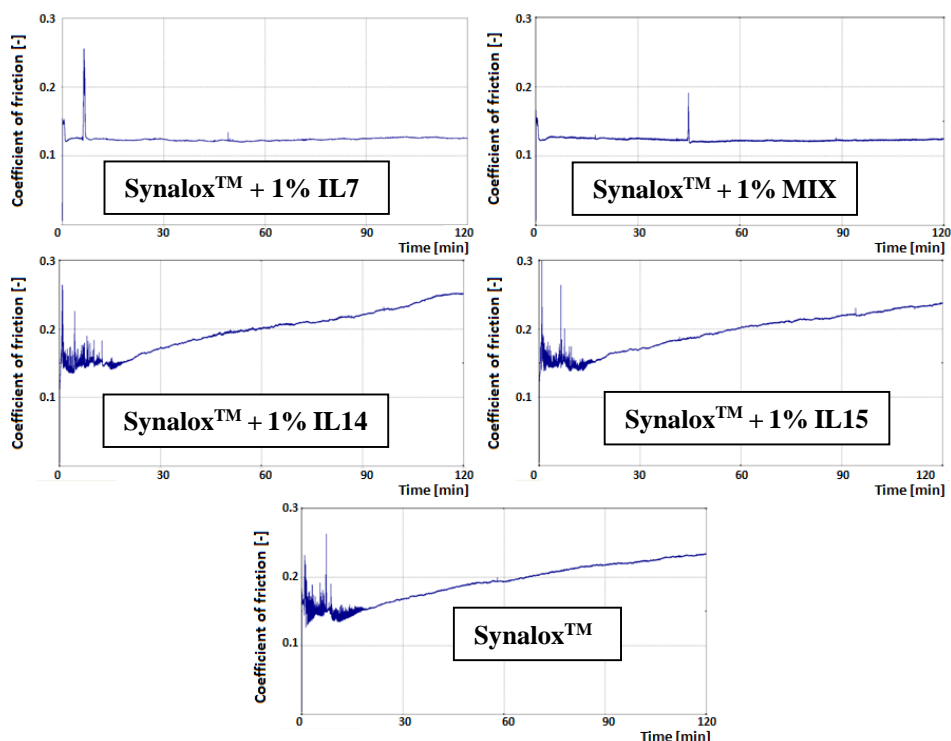 0.3
0.2
0.1
Coefficient of friction [-]
Synalox™ + 1% IL7
0 30 60 90 120
Time [min]
0.3
0.2
0.1
Coefficient of friction [-]
Synalox™ + 1% MIX
0 30 60 90 120
Time [min]
0.3
0.2
0.1
Coefficient of friction [-]
Synalox™ + 1% IL14
0 30 60 90 120
Time [min]
0.3
0.2
0.1
Coefficient of friction [-]
Synalox™ + 1% IL15
0 30 60 90 120
Time [min]
0.3
0.2
0.1
Coefficient of friction [-]
Synalox™
0 30 60 90 120
Time [min]